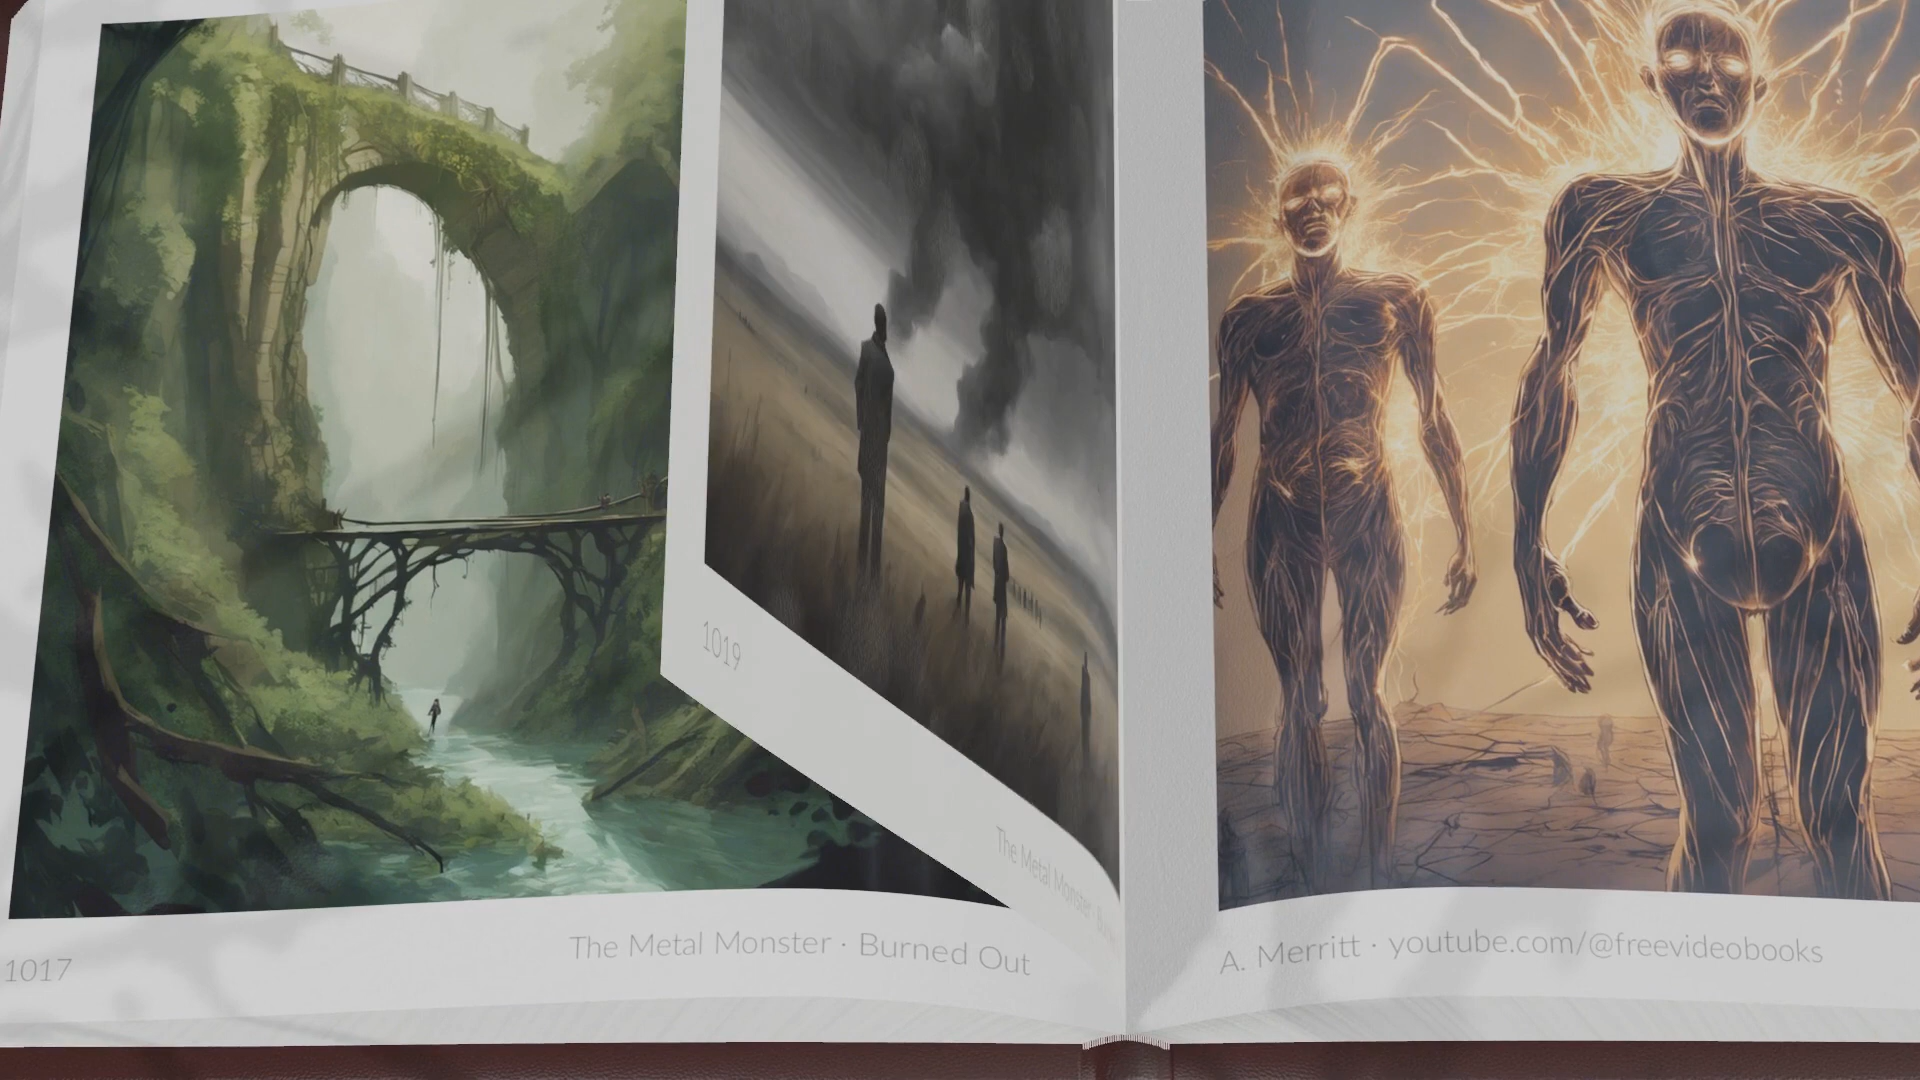 1019
The Metal Monster ·
1017
The Metal Monster · Burned Out
A. Merritt · youtube.com/@freevideobooks